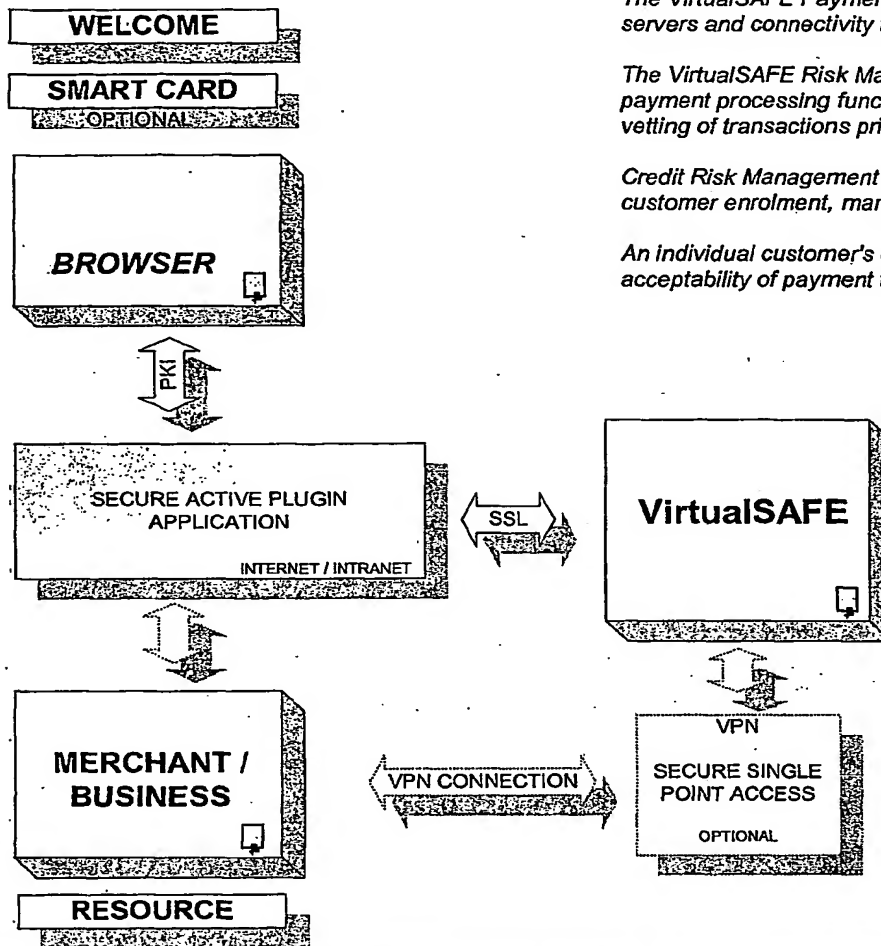 The VirtualSAFE Paymen
servers and connectivity
The VirtualSAFE Risk Ma
payment processing func
vetting of transactions pri
Credit Risk Management
customer enrolment, mar
An individual customer's
acceptability of payment
WELCOME
SMART CARD
OPTIONAL
BROWSER
PKI
SECURE ACTIVE PLUGIN
APPLICATION
INTERNET / INTRANET
SSL
VirtualSAFE
MERCHANT /
BUSINESS
VPN CONNECTION
VPN
SECURE SINGLE
POINT ACCESS
OPTIONAL
RESOURCE